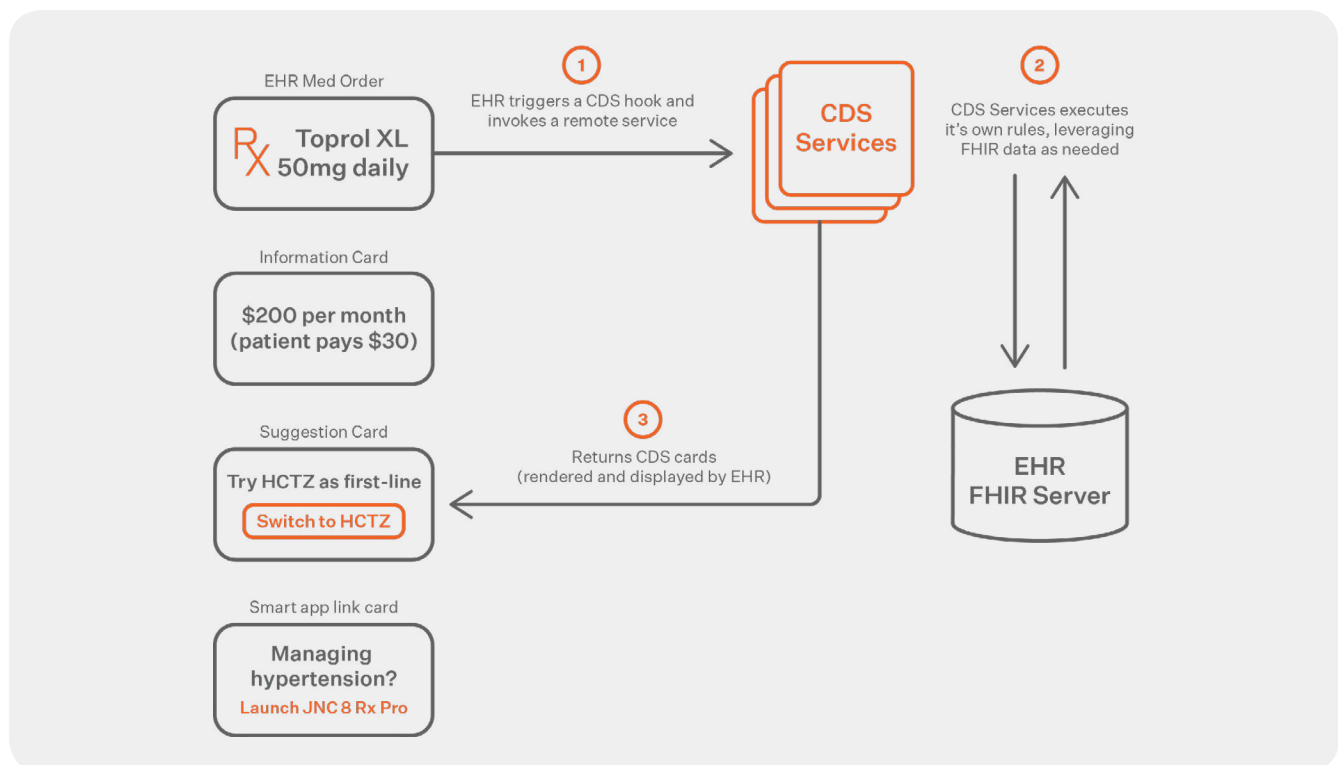 EHR Med Order
Rx
Toprol XL
50mg daily
1
EHR triggers a CDS hook and
invokes a remote service
CDS
Services
2
CDS Services executes
it's own rules, leveraging
FHIR data as needed
Information Card
$200 per month
(patient pays $30)
Suggestion Card
Try HCTZ as first-line
Switch to HCTZ
3
Returns CDS cards
(rendered and displayed by EHR)
EHR
FHIR Server
Smart app link card
Managing
hypertension?
Launch JNC 8 Rx Pro